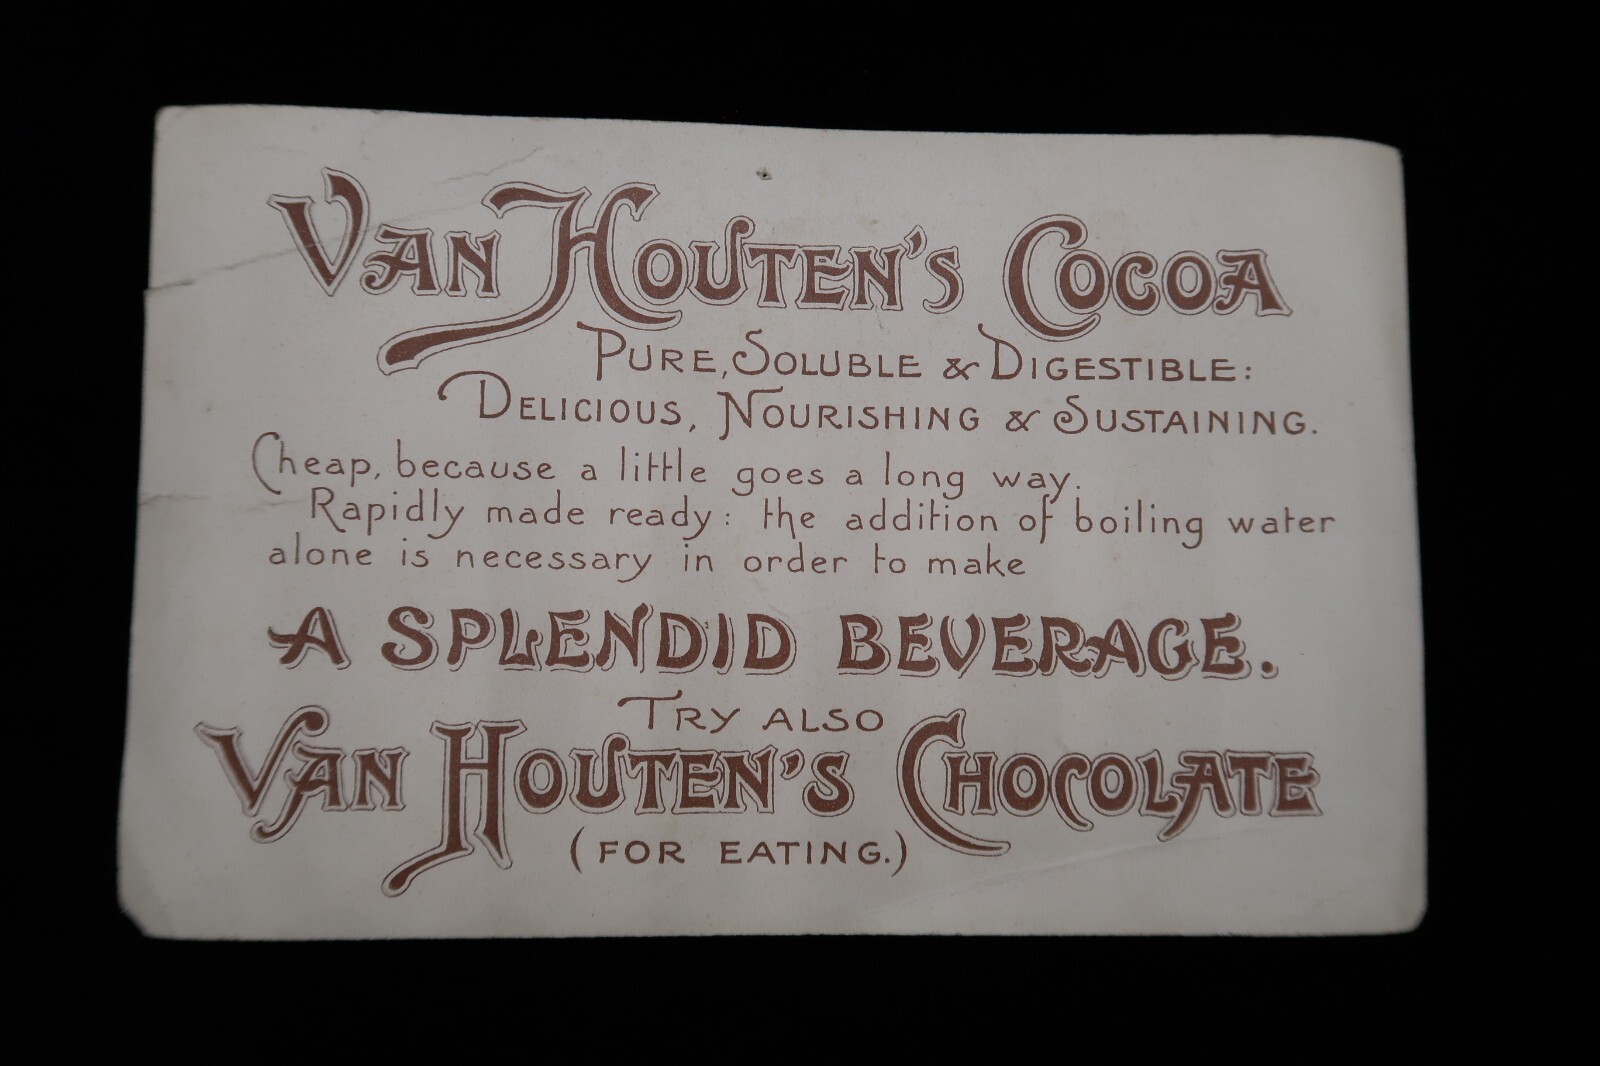 Van Houten's Cocoa
Pure, Soluble & Digestible:
Delicious, Nourishing & Sustaining.
Cheap, because a little goes a long way.
Rapidly made ready: the addition of boiling water
alone is necessary in order to make
A SPLENDID BEVERAGE.
Try also
Van Houten's Chocolate
(FOR EATING.)